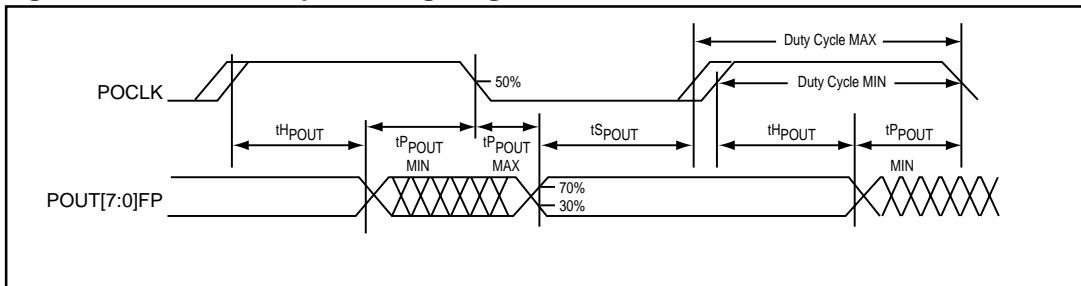 Duty Cycle MAX
POCLK
50%
Duty Cycle MIN
tHPOUT
tPPOUT
MIN
tPPOUT
MAX
tSPOUT
tHPOUT
tPPOUT
MIN
POUT[7:0]FP
70%
30%